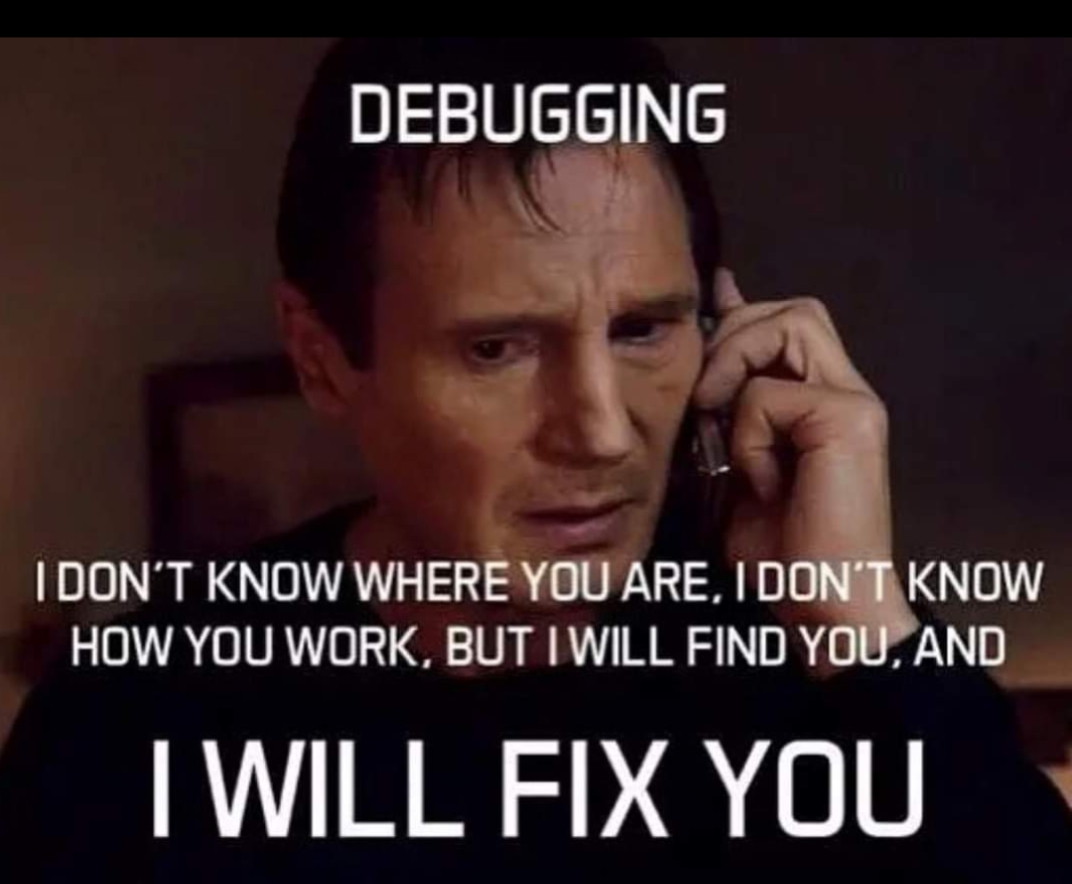 DEBUGGING
I DON'T KNOW WHERE YOU ARE, I DON'T KNOW
HOW YOU WORK, BUT I WILL FIND YOU, AND
I WILL FIX YOU